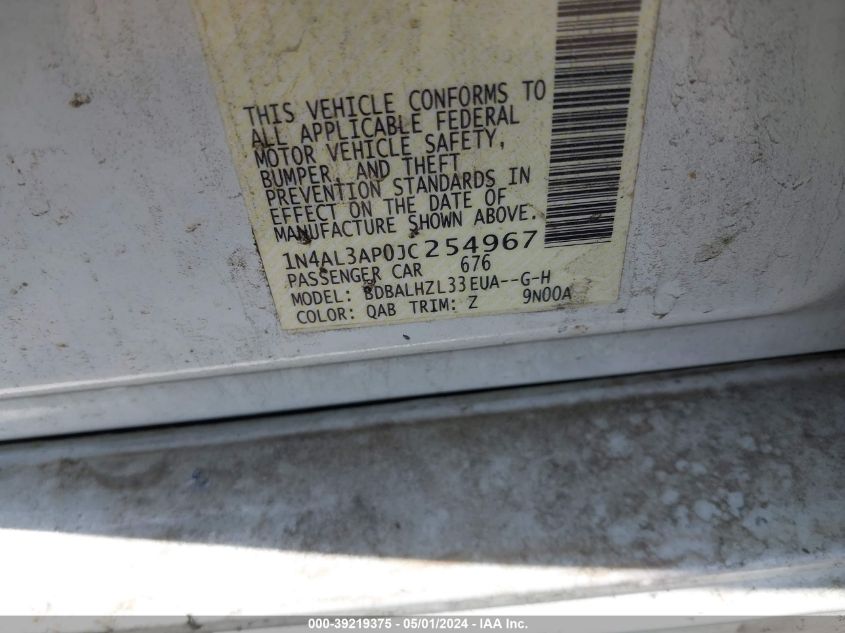 THIS VEHICLE CONFORMS TO
ALL APPLICABLE FEDERAL
MOTOR VEHICLE SAFETY,
BUMPER, AND THEFT
PREVENTION STANDARDS IN
EFFECT ON THE DATE OF
MANUFACTURE SHOWN ABOVE.
1N4AL3AP0JC254967
PASSENGER CAR 676
MODEL: BDBALHZL33EUA--G-H
COLOR: QAB TRIM: Z 9N00A
000-39219375 - 05/01/2024 - IAA Inc.